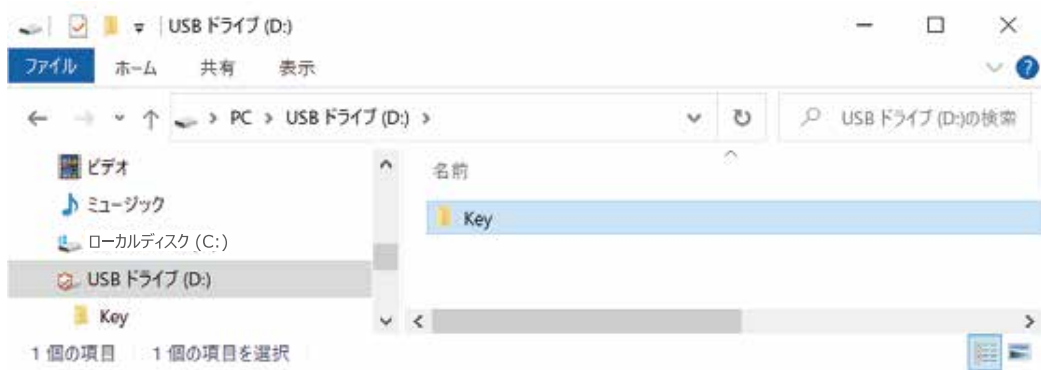 USB ドライブ (D:)
ファイル ホーム 共有 表示
PC USB ドライブ (D:) USB ドライブ (D:)の検索
ビデオ
ミュージック
ローカルディスク (C:)
USB ドライブ (D:)
Key
名前
Key
1 個の項目 1 個の項目を選択